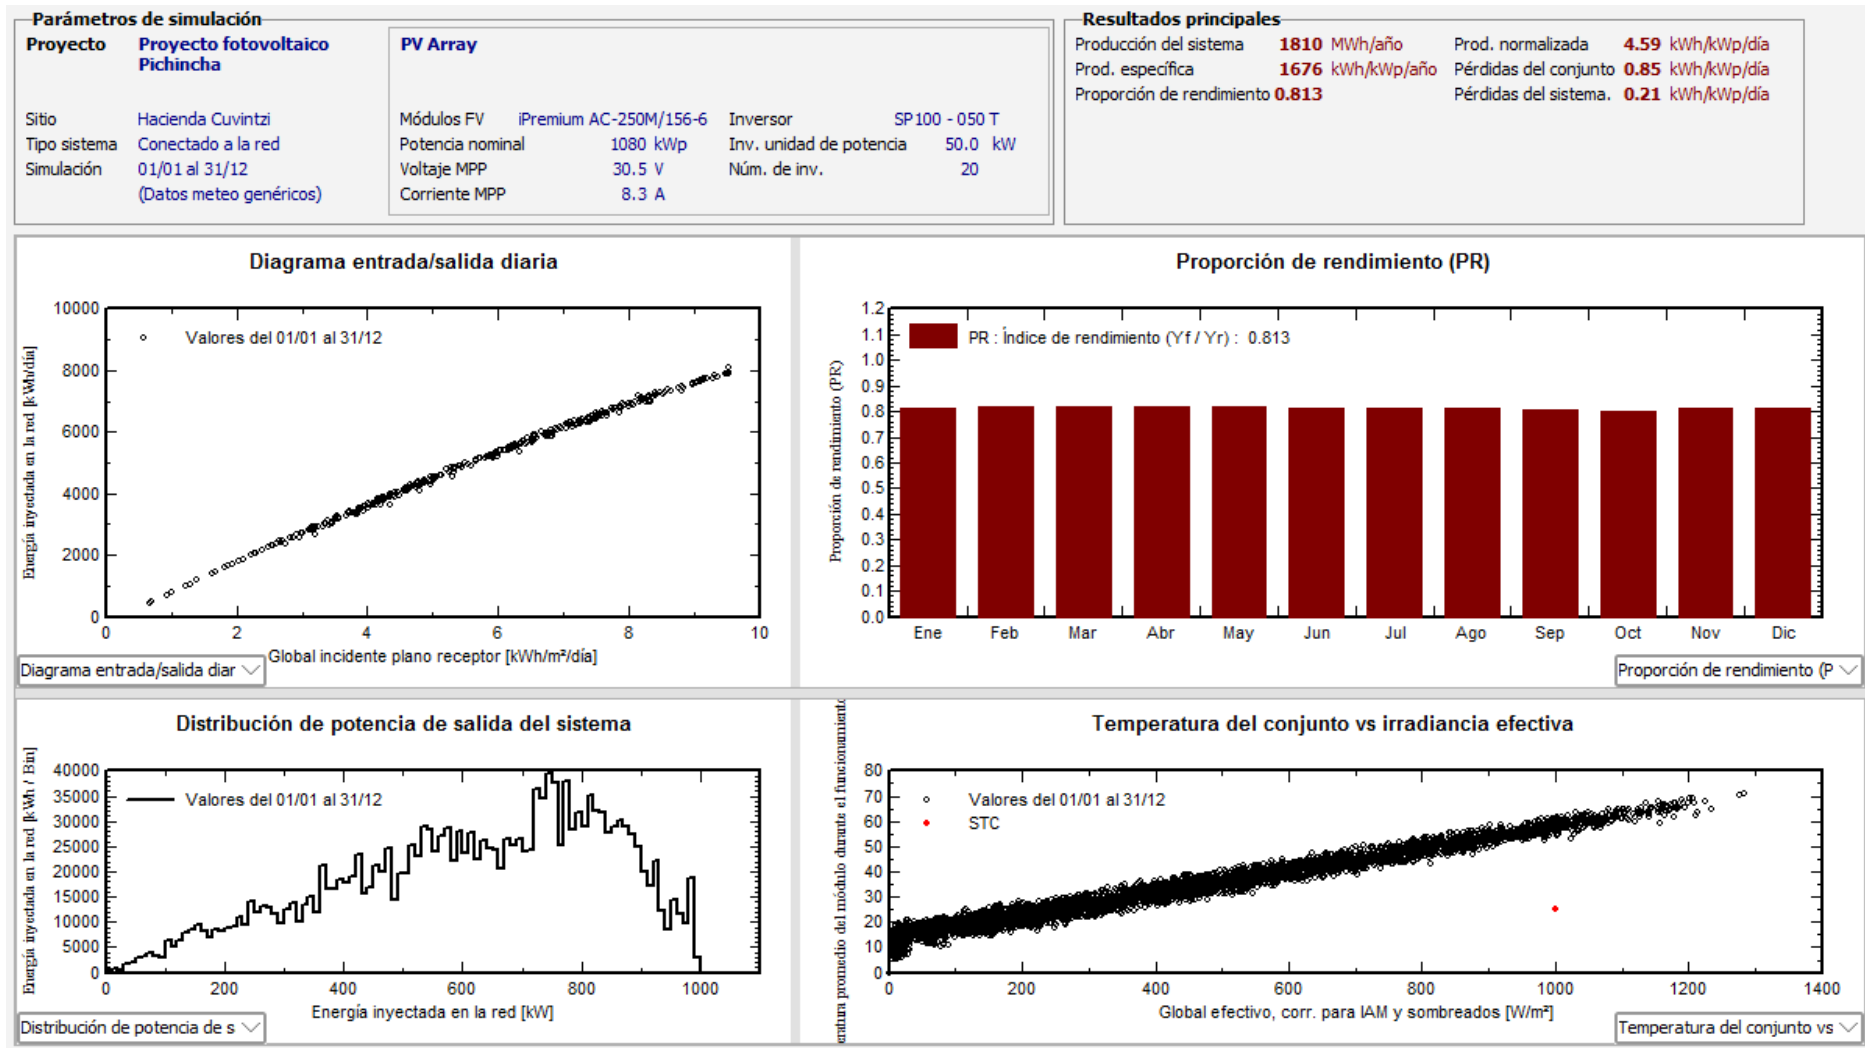 Parámetros de simulación
Proyecto Proyecto fotovoltaico Pichincha
Sitio Hacienda Cuvintzi
Tipo sistema Conectado a la red
Simulación 01/01 al 31/12
(Datos meteo genéricos)
PV Array
Módulos FV iPremium AC-250M/156-6 Inversor SP100 - 050 T
Potencia nominal 1080 kWp Inv. unidad de potencia 50.0 kW
Voltaje MPP 30.5 V Núm. de inv. 20
Corriente MPP 8.3 A
Resultados principales
Producción del sistema 1810 MWh/año Prod. normalizada 4.59 kWh/kWp/día
Prod. específica 1676 kWh/kWp/año Pérdidas del conjunto 0.85 kWh/kWp/día
Proporción de rendimiento 0.813 Pérdidas del sistema. 0.21 kWh/kWp/día
Diagrama entrada/salida diaria
Energía inyectada en la red [kWh/día]
10000
8000
6000
4000
2000
0
Valores del 01/01 al 31/12
0 2 4 6 8 10
Global incidente plano receptor [kWh/m²/día]
Diagrama entrada/salida diar
Proporción de rendimiento (PR)
Proporción de rendimiento (PR)
1.2
1.1
1.0
0.9
0.8
0.7
0.6
0.5
0.4
0.3
0.2
0.1
0.0
PR : Índice de rendimiento (Yf / Yr) : 0.813
Ene Feb Mar Abr May Jun Jul Ago Sep Oct Nov Dic
Proporción de rendimiento (P
Distribución de potencia de salida del sistema
Energía inyectada en la red [kWh / Bin]
40000
35000
30000
25000
20000
15000
10000
5000
0
Valores del 01/01 al 31/12
0 200 400 600 800 1000
Energía inyectada en la red [kW]
Distribución de potencia de s
Temperatura del conjunto vs irradiancia efectiva
eratura promedio del módulo durante el funcionamiento
80
70
60
50
40
30
20
10
0
Valores del 01/01 al 31/12
STC
0 200 400 600 800 1000 1200 1400
Global efectivo, corr. para IAM y sombreados [W/m²]
Temperatura del conjunto vs